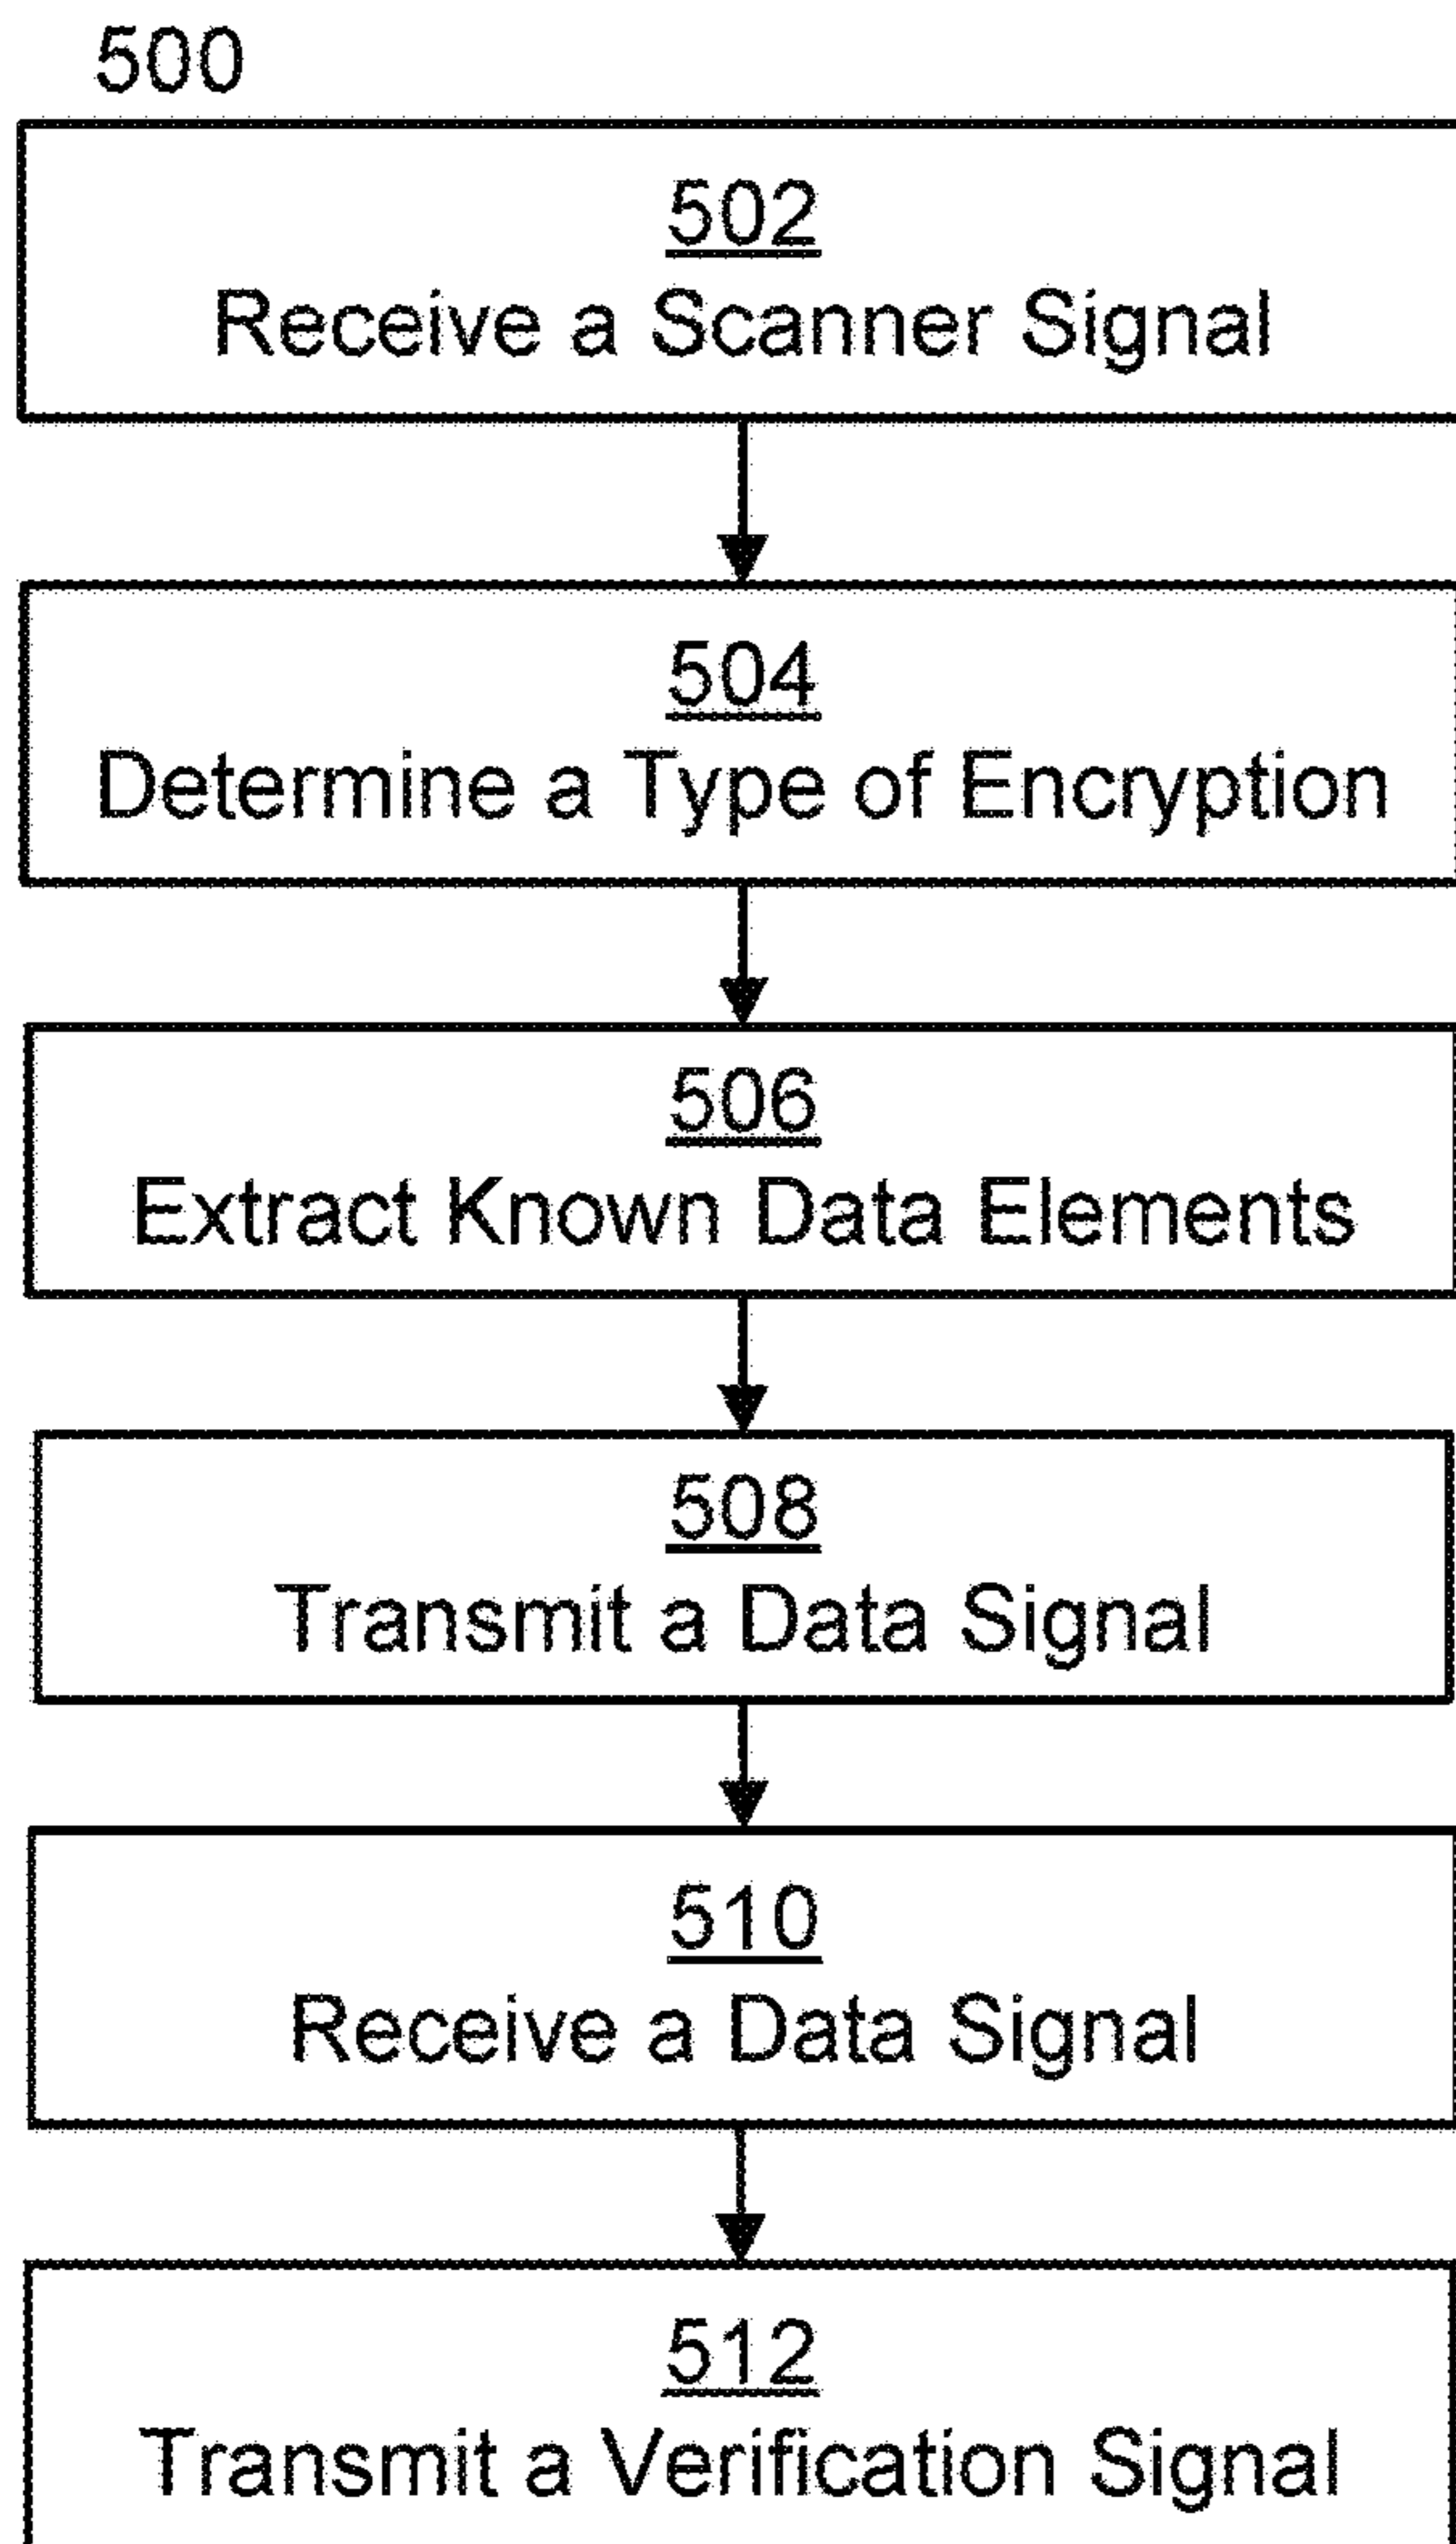 500
502
Receive a Scanner Signal
504
Determine a Type of Encryption
506
Extract Known Data Elements
508
Transmit a Data Signal
510
Receive a Data Signal
512
Transmit a Verification Signal